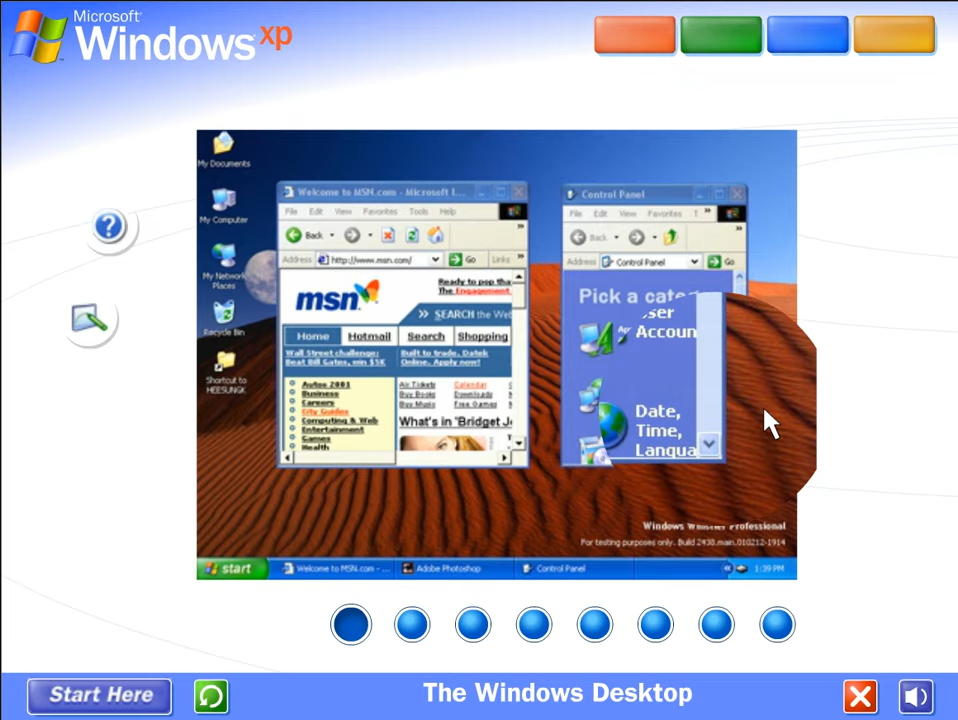 Microsoft
Windows xp
My Documents
My Computer
My Network
Places
Recycle Bin
Shortcut to
HEESUNGK
Welcome to MSN.com - Microsoft I...
File Edit View Favorites Tools Help
Back
Address http://www.msn.com/ Go Links
msn
Ready to pop tha
The Engagement
SEARCH the Web
Home Hotmail Search Shopping
Wall Street challenge:
Beat Bill Gates, win $5K
Built to trade. Datek
Online. Apply now!
Autos 2001
Business
Careers
City Guides
Computing & Web
Entertainment
Games
Health
Air Tickets Calendar
Buy Books Downloads
Buy Music Free Games
What's in "Bridget J
Control Panel
File Edit View Favorites T
Back
Address Control Panel Go
Pick a cate
User
Accoun
Date,
Time,
Langua
Windows Whistler Professional
For testing purposes only. Build 2438.main.010212-1914
start Welcome to MSN.com - ... Adobe Photoshop Control Panel 1:39 PM
Start Here
The Windows Desktop